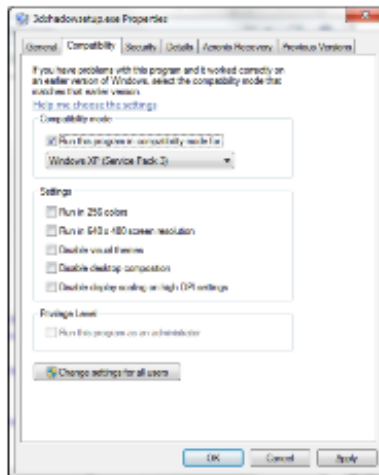 3dshadowsetup.exe Properties
General Compatibility Security Details Acronis Recovery Previous Versions
If you have problems with this program and it worked correctly on
an earlier version of Windows, select the compatibility mode that
matches that earlier version.
Help me choose the settings
Compatibility mode
Run this program in compatibility mode for:
Windows XP (Service Pack 3)
Settings
Run in 256 colors
Run in 640 x 480 screen resolution
Disable visual themes
Disable desktop composition
Disable display scaling on high DPI settings
Privilege Level
Run this program as an administrator
Change settings for all users
OK Cancel Apply